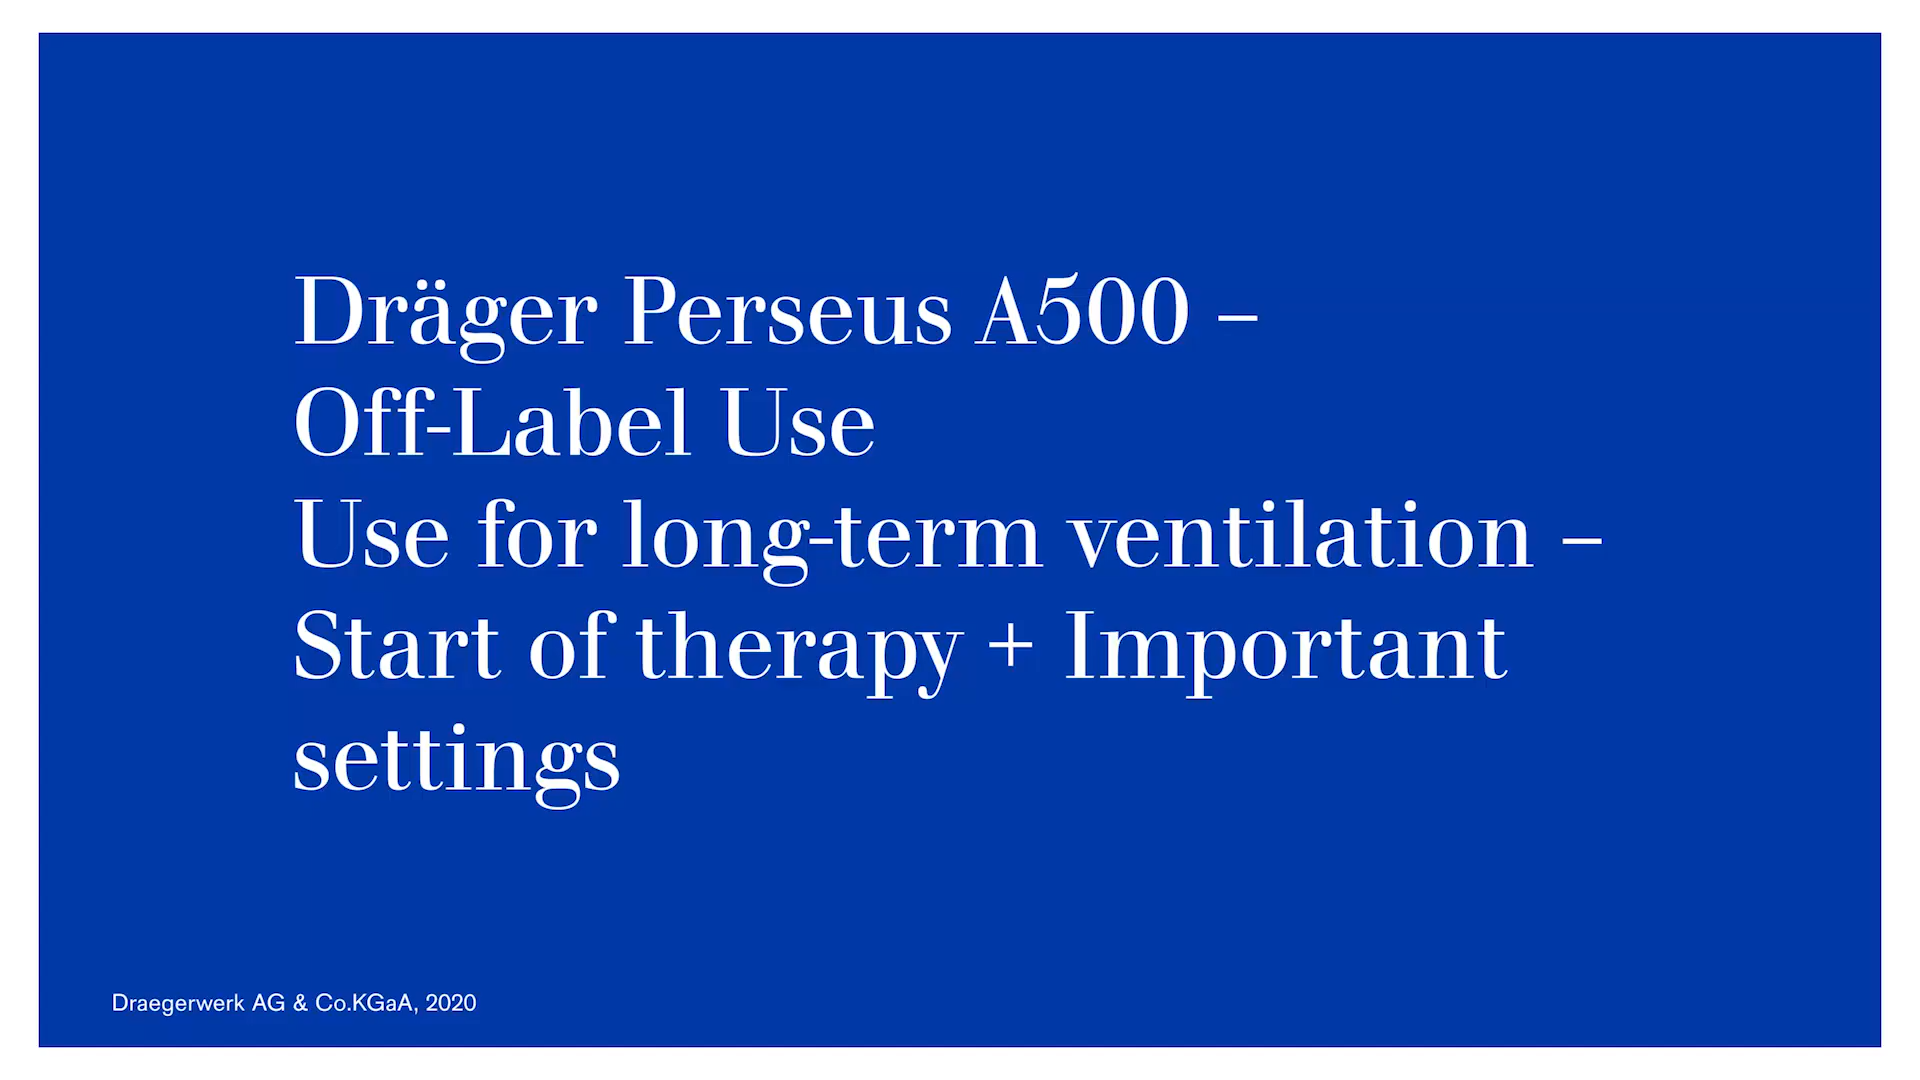 Dräger Perseus A500 –
Off-Label Use
Use for long-term ventilation –
Start of therapy + Important
settings
Draegerwerk AG & Co.KGaA, 2020